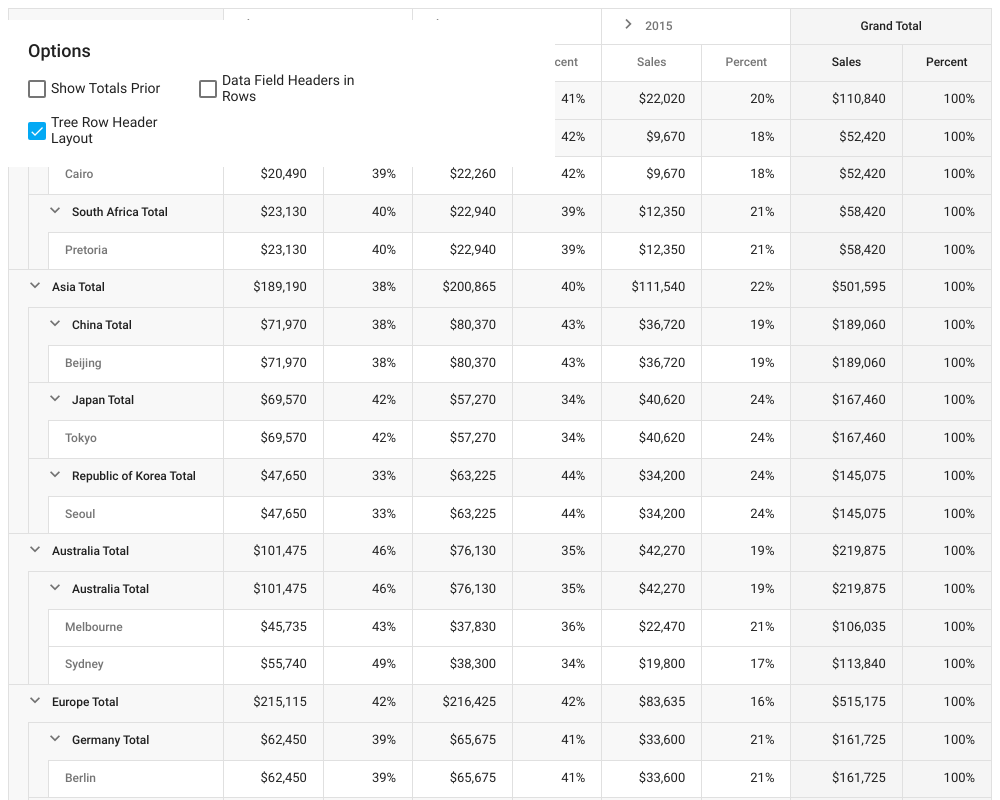 2015 Grand Total
Options
cent Sales Percent Sales Percent
Show Totals Prior
Data Field Headers in
Rows
Tree Row Header
Layout
41% $22,020 20% $110,840 100%
42% $9,670 18% $52,420 100%
Cairo $20,490 39% $22,260 42% $9,670 18% $52,420 100%
South Africa Total $23,130 40% $22,940 39% $12,350 21% $58,420 100%
Pretoria $23,130 40% $22,940 39% $12,350 21% $58,420 100%
Asia Total $189,190 38% $200,865 40% $111,540 22% $501,595 100%
China Total $71,970 38% $80,370 43% $36,720 19% $189,060 100%
Beijing $71,970 38% $80,370 43% $36,720 19% $189,060 100%
Japan Total $69,570 42% $57,270 34% $40,620 24% $167,460 100%
Tokyo $69,570 42% $57,270 34% $40,620 24% $167,460 100%
Republic of Korea Total $47,650 33% $63,225 44% $34,200 24% $145,075 100%
Seoul $47,650 33% $63,225 44% $34,200 24% $145,075 100%
Australia Total $101,475 46% $76,130 35% $42,270 19% $219,875 100%
Australia Total $101,475 46% $76,130 35% $42,270 19% $219,875 100%
Melbourne $45,735 43% $37,830 36% $22,470 21% $106,035 100%
Sydney $55,740 49% $38,300 34% $19,800 17% $113,840 100%
Europe Total $215,115 42% $216,425 42% $83,635 16% $515,175 100%
Germany Total $62,450 39% $65,675 41% $33,600 21% $161,725 100%
Berlin $62,450 39% $65,675 41% $33,600 21% $161,725 100%